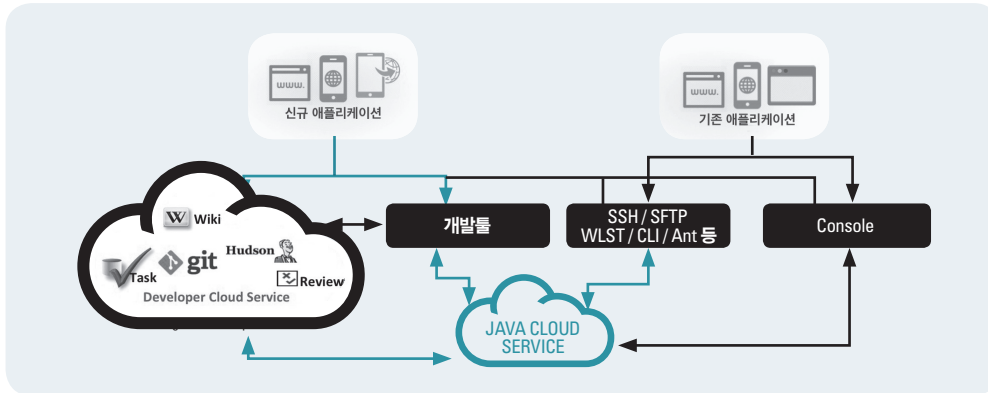 www.
신규 애플리케이션
www.
기존 애플리케이션
W Wiki
Task
git
Hudson
Review
Developer Cloud Service
개발툴
SSH / SFTP
WLST / CLI / Ant 등
Console
JAVA CLOUD
SERVICE